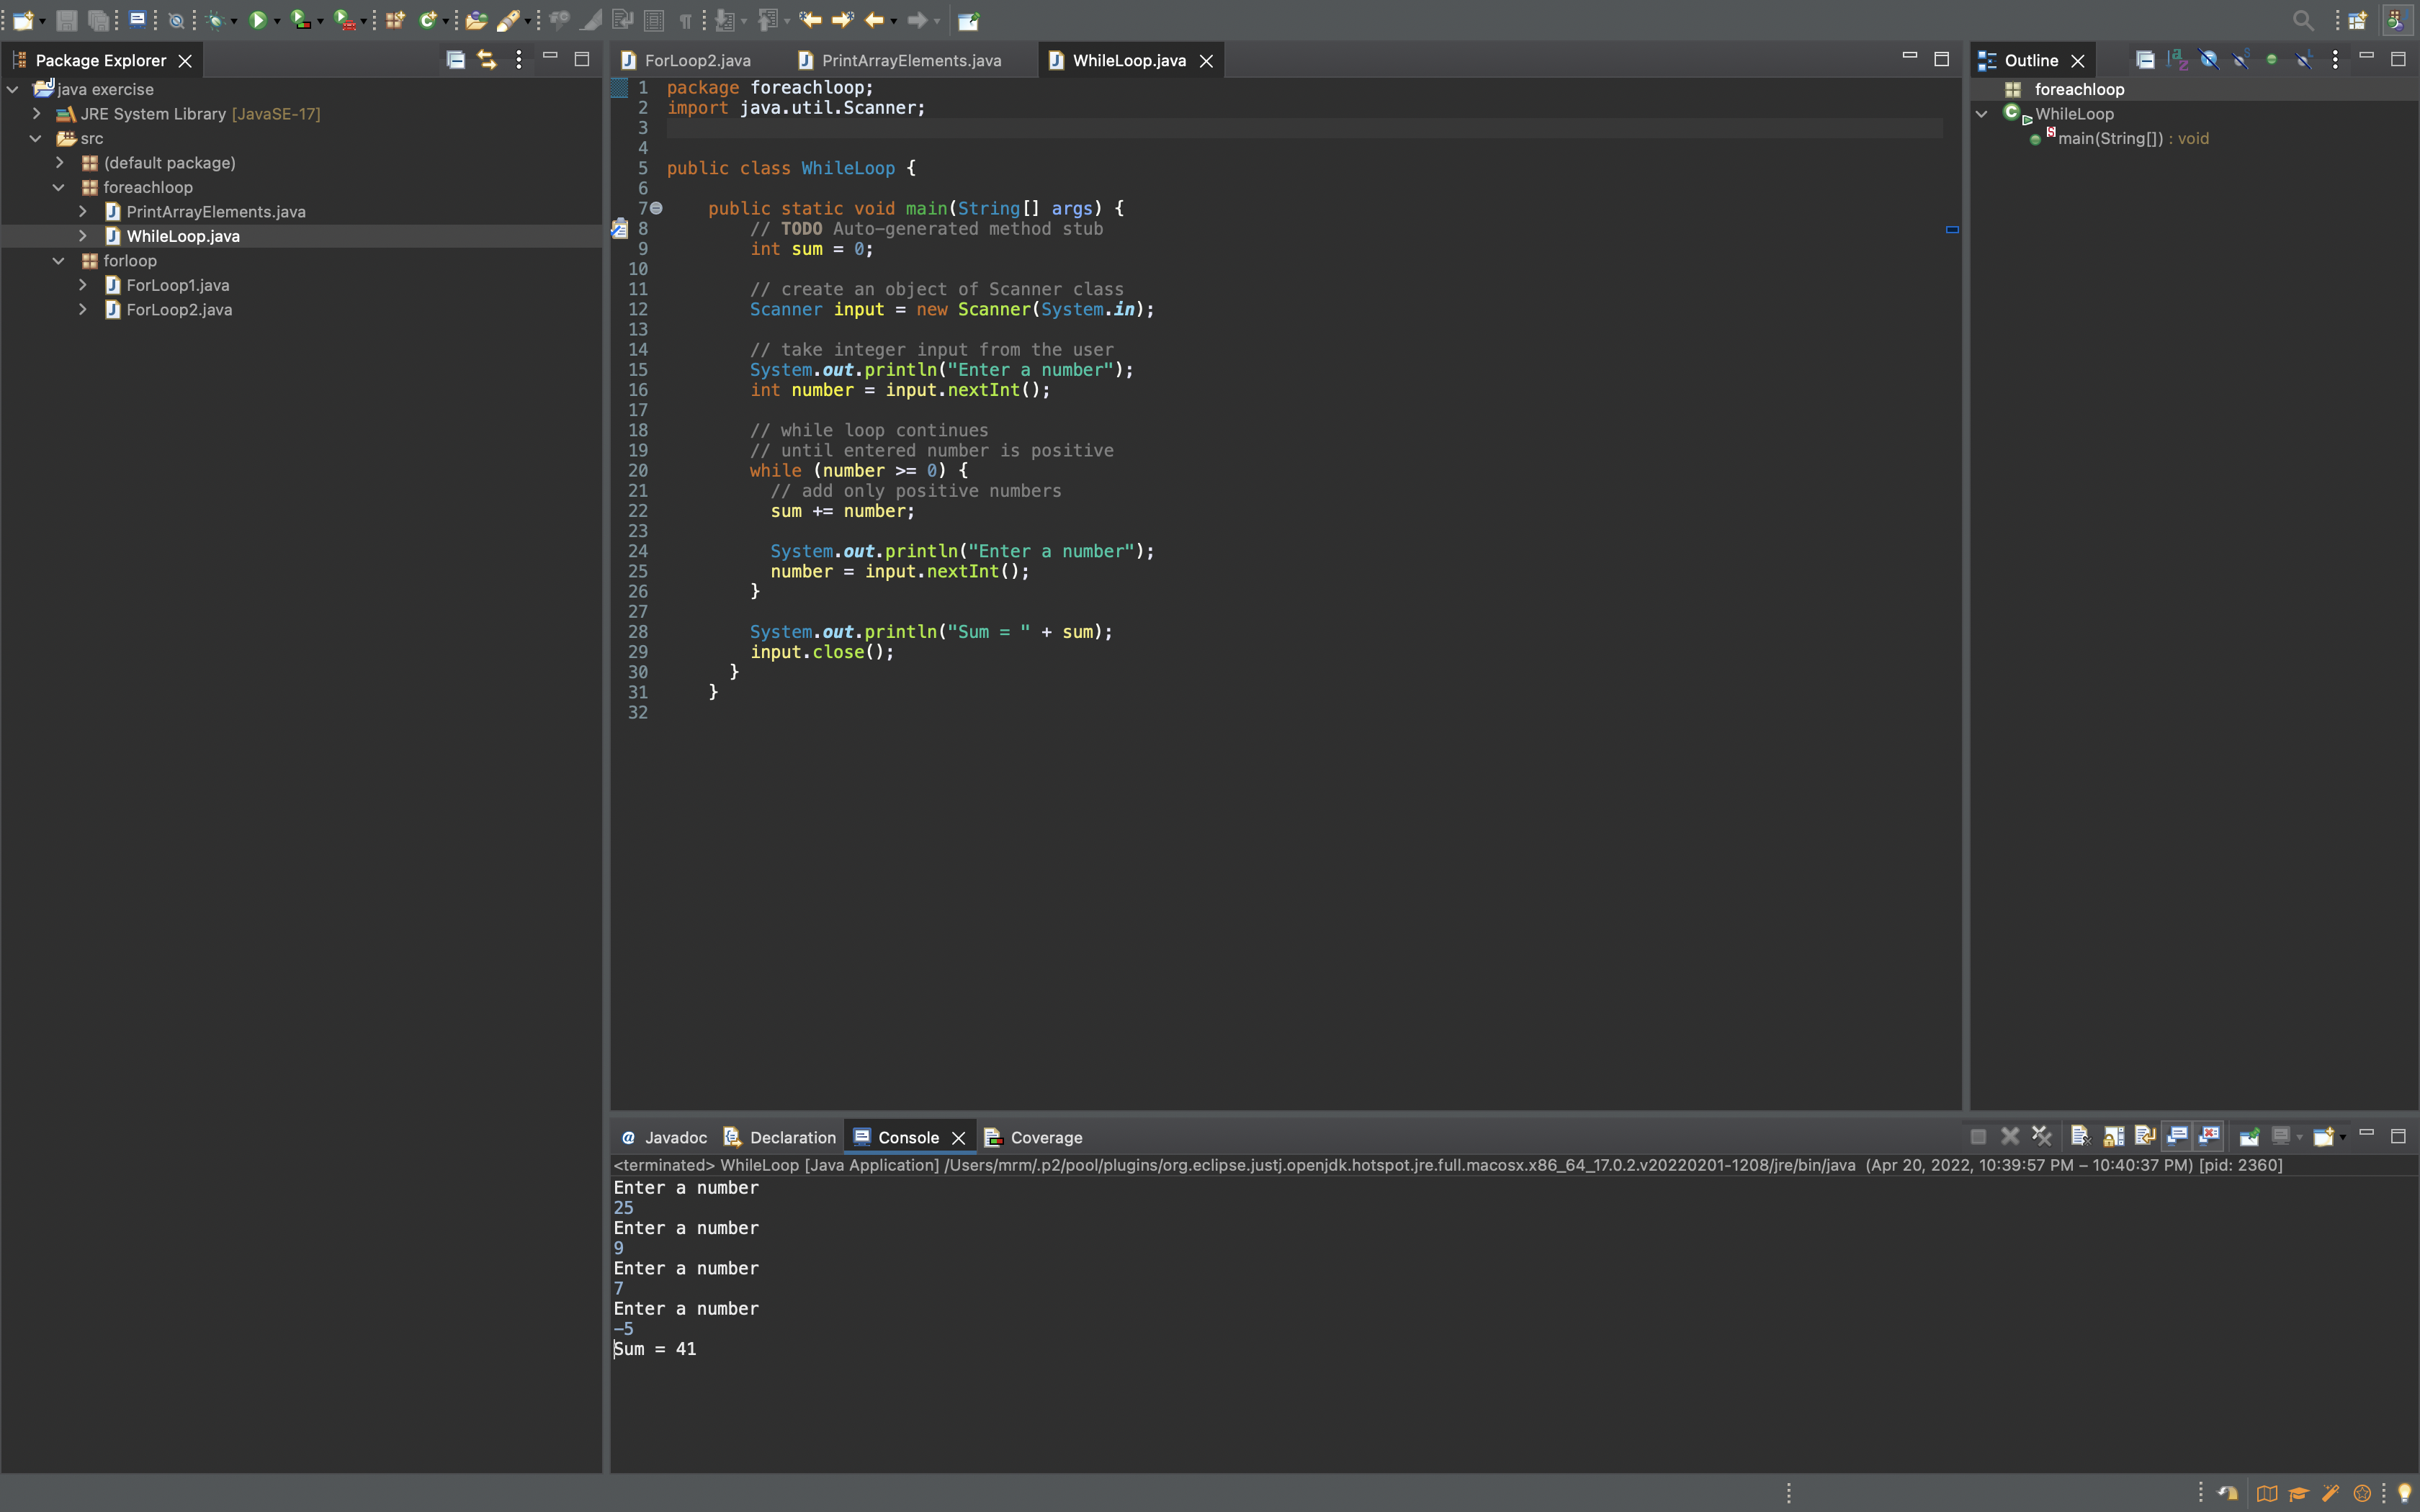 Package Explorer
java exercise
JRE System Library [JavaSE-17]
src
(default package)
foreachloop
PrintArrayElements.java
WhileLoop.java
forloop
ForLoop1.java
ForLoop2.java
ForLoop2.java PrintArrayElements.java WhileLoop.java
1 package foreachloop;
2 import java.util.Scanner;
3
4
5 public class WhileLoop {
6
7 public static void main(String[] args) {
8 // TODO Auto-generated method stub
9 int sum = 0;
10
11 // create an object of Scanner class
12 Scanner input = new Scanner(System.in);
13
14 // take integer input from the user
15 System.out.println("Enter a number");
16 int number = input.nextInt();
17
18 // while loop continues
19 // until entered number is positive
20 while (number >= 0) {
21 // add only positive numbers
22 sum += number;
23
24 System.out.println("Enter a number");
25 number = input.nextInt();
26 }
27
28 System.out.println("Sum = " + sum);
29 input.close();
30 }
31 }
32
Outline
foreachloop
WhileLoop
main(String[]) : void
Javadoc Declaration Console Coverage
<terminated> WhileLoop [Java Application] /Users/mrm/.p2/pool/plugins/org.eclipse.justj.openjdk.hotspot.jre.full.macosx.x86_64_17.0.2.v20220201-1208/jre/bin/java (Apr 20, 2022, 10:39:57 PM – 10:40:37 PM) [pid: 2360]
Enter a number
25
Enter a number
9
Enter a number
7
Enter a number
-5
Sum = 41